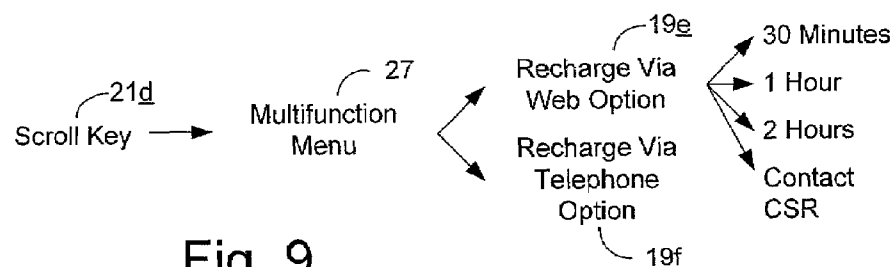 21d
Scroll Key
27
Multifunction
Menu
19e
Recharge Via
Web Option
Recharge Via
Telephone
Option
19f
30 Minutes
1 Hour
2 Hours
Contact
CSR
Fig. 9